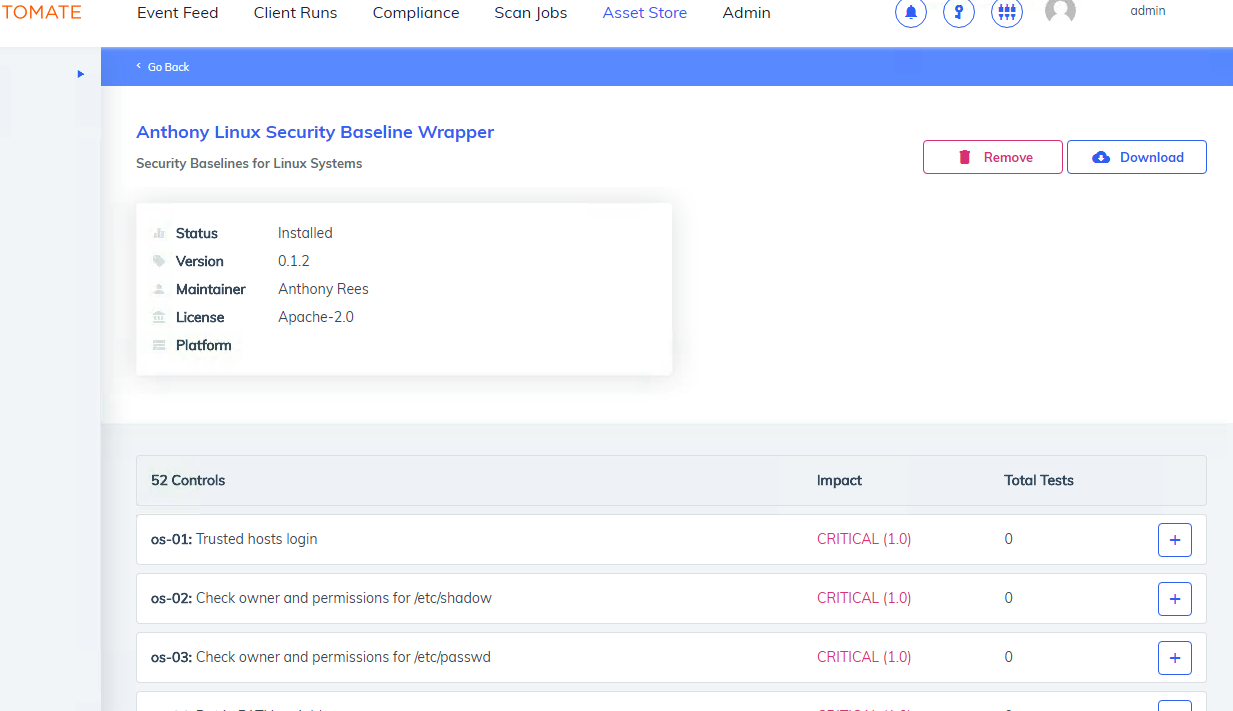 TOMATE Event Feed Client Runs Compliance Scan Jobs Asset Store Admin admin
Go Back
Anthony Linux Security Baseline Wrapper
Security Baselines for Linux Systems
Remove Download
Status Installed
Version 0.1.2
Maintainer Anthony Rees
License Apache-2.0
Platform
52 Controls Impact Total Tests
os-01: Trusted hosts login CRITICAL (1.0) 0 +
os-02: Check owner and permissions for /etc/shadow CRITICAL (1.0) 0 +
os-03: Check owner and permissions for /etc/passwd CRITICAL (1.0) 0 +